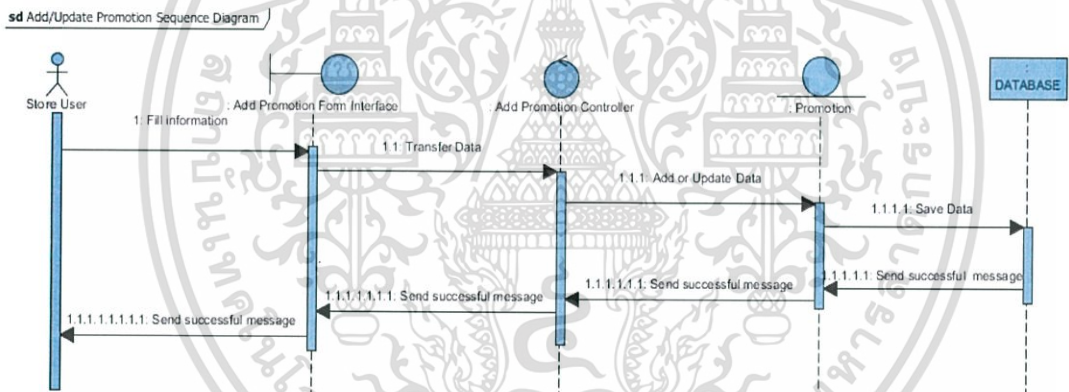 sd Add/Update Promotion Sequence Diagram
Store User
: Add Promotion Form Interface
: Add Promotion Controller
: Promotion
:
DATABASE
1: Fill information
1.1: Transfer Data
1.1.1: Add or Update Data
1.1.1.1: Save Data
1.1.1.1.1: Send successful message
1.1.1.1.1.1: Send successful message
1.1.1.1.1.1.1: Send successful message
1.1.1.1.1.1.1.1: Send successful message